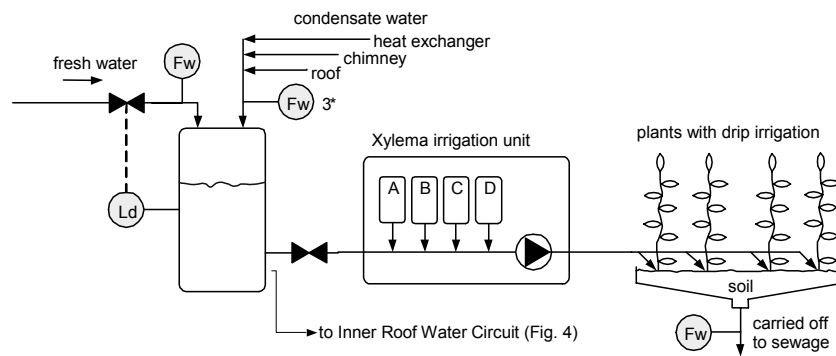 condensate water
heat exchanger
chimney
roof
fresh water
Fw
Fw 3*
Xylema irrigation unit
plants with drip irrigation
A B C D
Ld
soil
to Inner Roof Water Circuit (Fig. 4)
Fw
carried off
to sewage